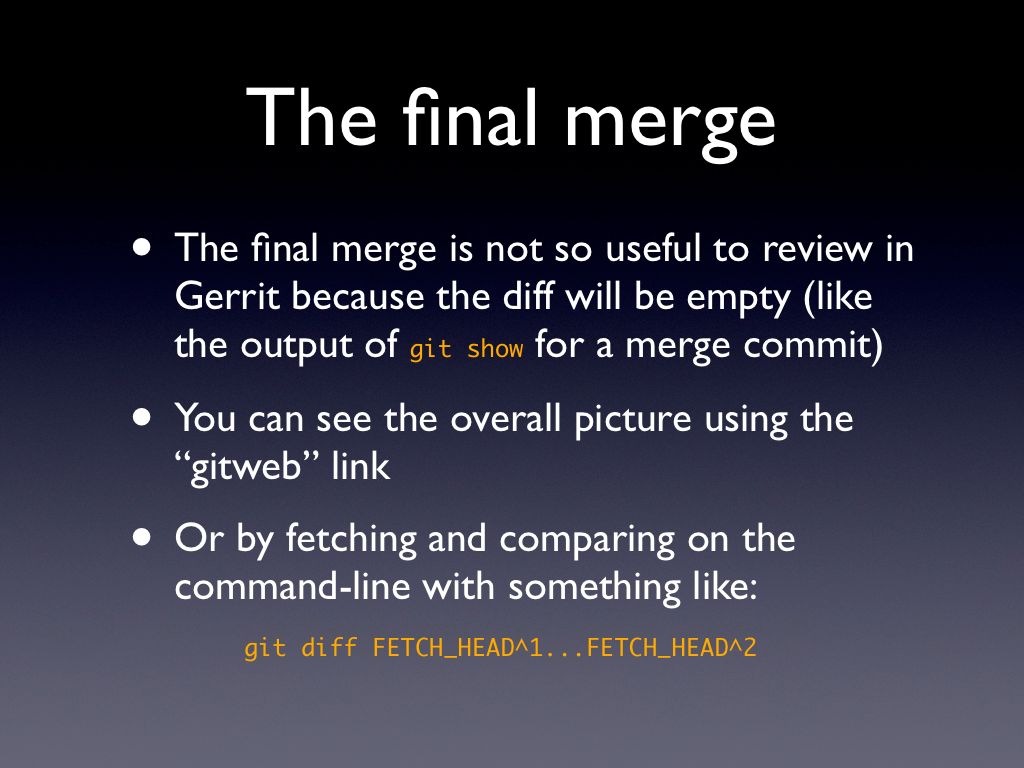 The final merge
• The final merge is not so useful to review in
Gerrit because the diff will be empty (like
the output of git show for a merge commit)
• You can see the overall picture using the
“gitweb” link
• Or by fetching and comparing on the
command-line with something like:
git diff FETCH_HEAD^1...FETCH_HEAD^2